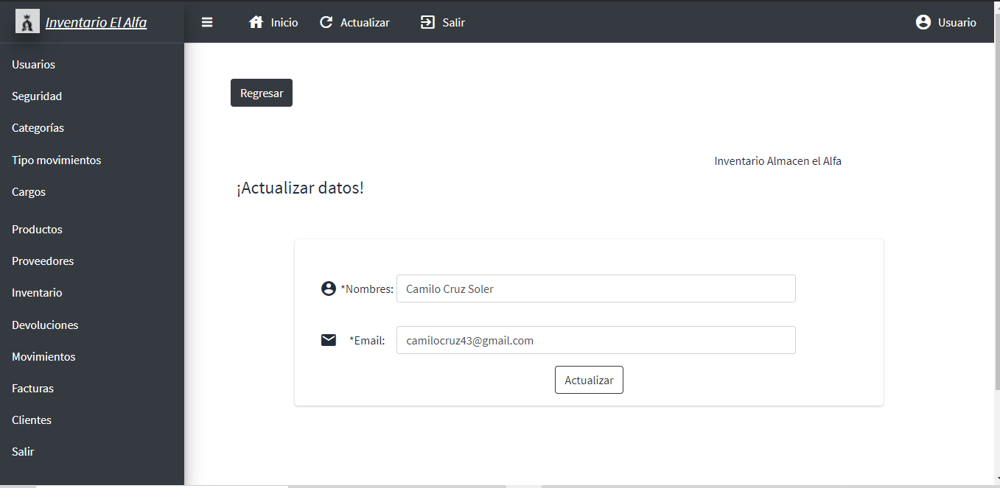 Inventario El Alfa
Inicio
Actualizar
Salir
Usuario
Usuarios
Seguridad
Categorías
Tipo movimientos
Cargos
Productos
Proveedores
Inventario
Devoluciones
Movimientos
Facturas
Clientes
Salir
Regresar
Inventario Almacen el Alfa
¡Actualizar datos!
*Nombres: Camilo Cruz Soler
*Email: camilocruz43@gmail.com
Actualizar